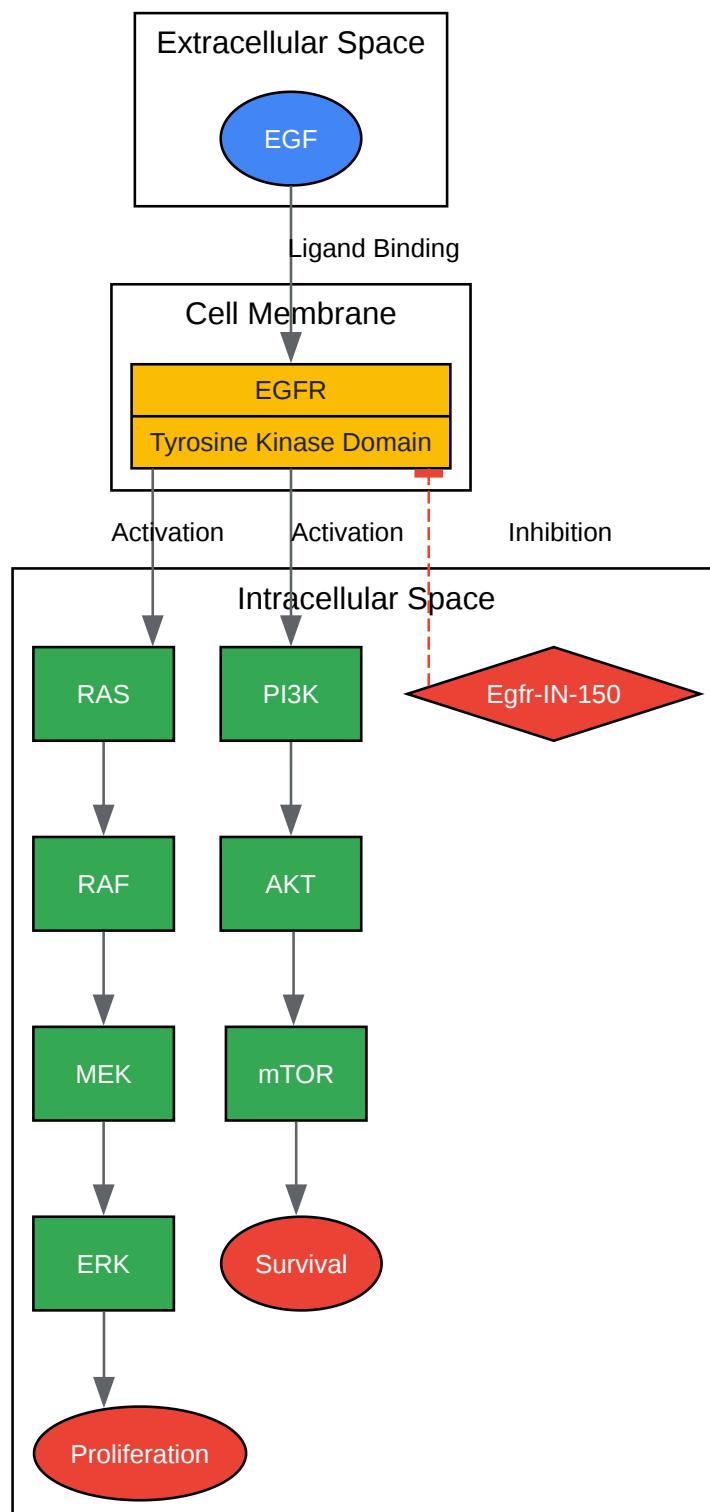 Extracellular Space
EGF
Ligand Binding
Cell Membrane
EGFR
Tyrosine Kinase Domain
Activation
Activation
Inhibition
Intracellular Space
RAS
PI3K
Egfr-IN-150
RAF
AKT
MEK
mTOR
ERK
Survival
Proliferation